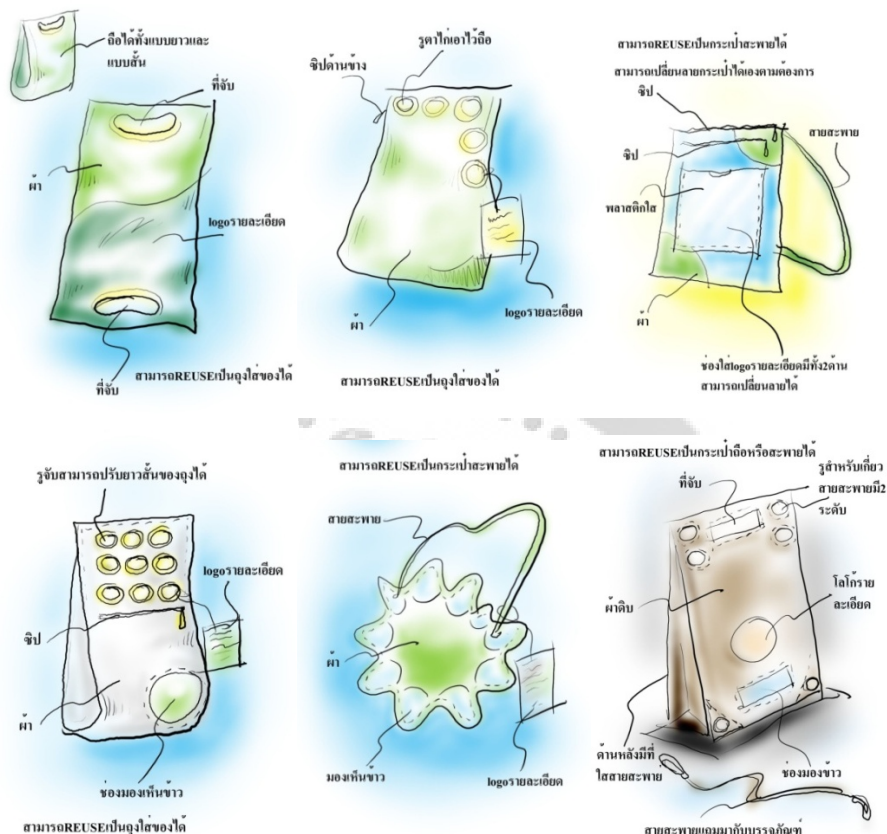 ถือได้ทั้งแบบยาวและ
แบบสั้น
ที่จับ
ผ้า
logoรายละเอียด
ที่จับ
สามารถREUSEเป็นถุงใส่ของได้
รูตาไก่เอาไว้ถือ
ซิปด้านข้าง
ผ้า
logoรายละเอียด
สามารถREUSEเป็นถุงใส่ของได้
สามารถREUSEเป็นกระเป๋าสะพายได้
สามารถเปลี่ยนลายกระเป๋าได้เองตามต้องการ
ซิป
สายสะพาย
ซิป
พลาสติกใส
ผ้า
ช่องใส่logoรายละเอียดมีทั้ง2ด้าน
สามารถเปลี่ยนลายได้
รูจับสามารถปรับยาวสั้นของถุงได้
logoรายละเอียด
ซิป
ผ้า
ช่องมองเห็นข้าว
สามารถREUSEเป็นถุงใส่ของได้
สามารถREUSEเป็นกระเป๋าสะพายได้
สายสะพาย
ผ้า
มองเห็นข้าว
logoรายละเอียด
สามารถREUSEเป็นกระเป๋าถือหรือสะพายได้
ที่จับ
รูสำหรับเกี่ยว
สายสะพายมี2
ระดับ
ผ้าดิบ
โลโก้ราย
ละเอียด
ด้านหลังมีที่
ใส่สายสะพาย
ช่องมองข้าว
สายสะพายแถมมากับบรรจุภัณฑ์